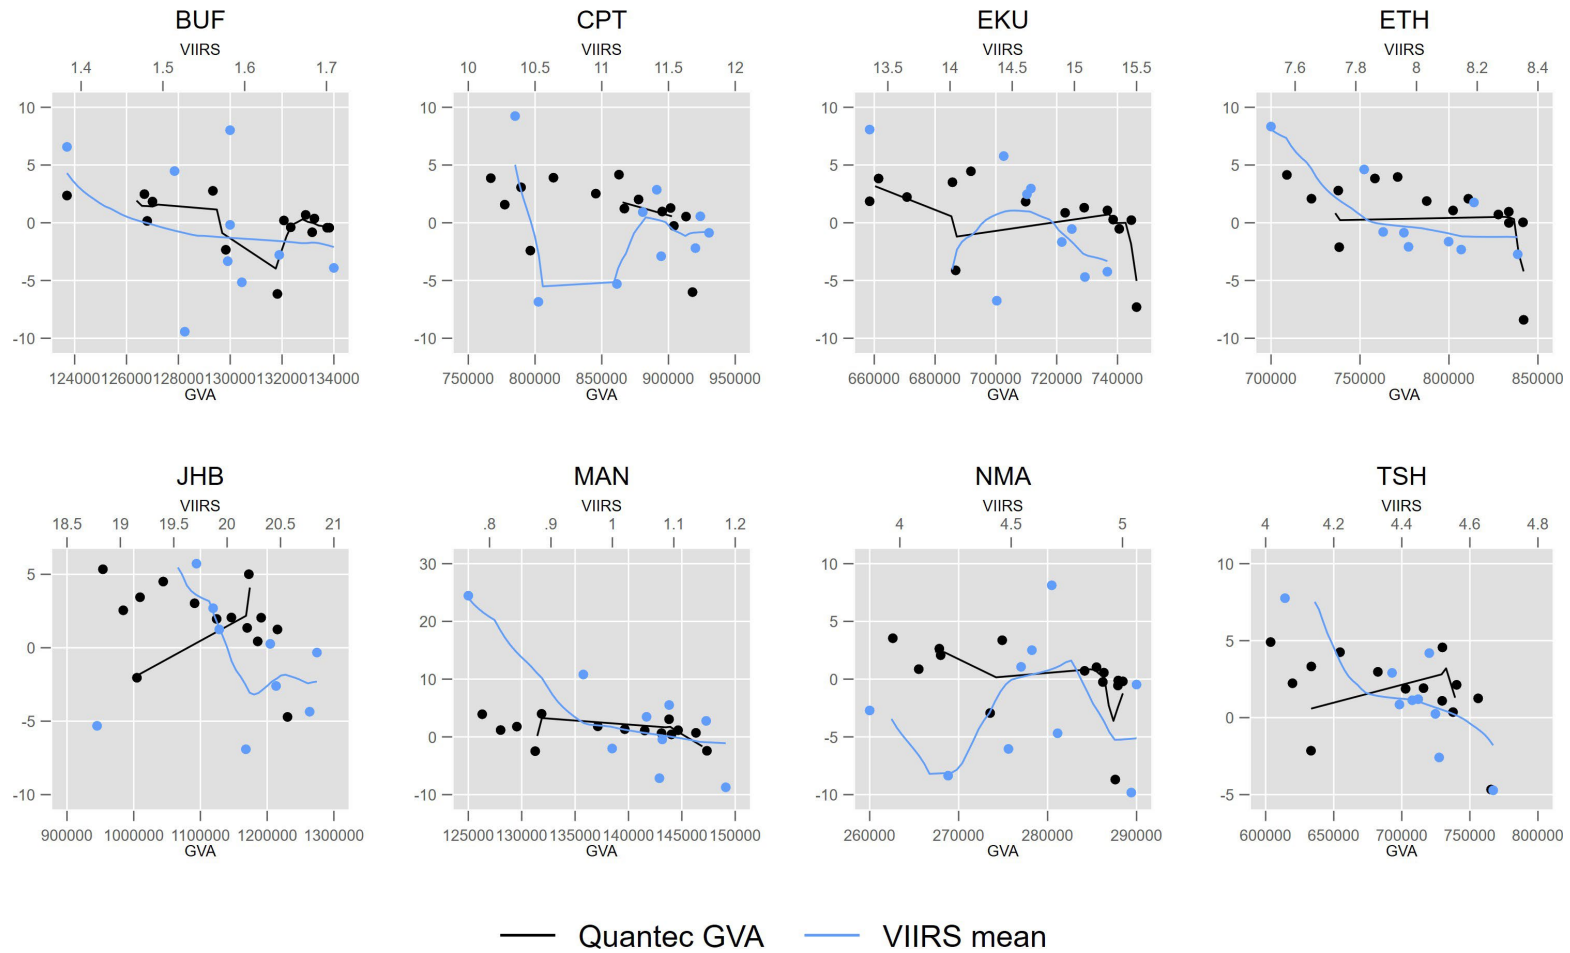 BUF CPT EKU ETH
VIIRS VIIRS VIIRS VIIRS
1.4 1.5 1.6 1.7 10 10.5 11 11.5 12 13.5 14 14.5 15 15.5 7.6 7.8 8 8.2 8.4
10 10 10 10
5 5 5 5
0 0 0 0
-5 -5 -5 -5
-10 -10 -10 -10
124000 126000 128000 130000 132000 134000 750000 800000 850000 900000 950000 660000 680000 700000 720000 740000 700000 750000 800000 850000
GVA GVA GVA GVA
JHB MAN NMA TSH
VIIRS VIIRS VIIRS VIIRS
18.5 19 19.5 20 20.5 21 .8 .9 1 1.1 1.2 4 4.5 5 4 4.2 4.4 4.6 4.8
5 30 10 10
0 20 5 5
-5 10 0 0
-10 0 -5 -5
-10 -10
900000 1000000 1100000 1200000 1300000 125000 130000 135000 140000 145000 150000 260000 270000 280000 290000 600000 650000 700000 750000 800000
GVA GVA GVA GVA
Quantec GVA VIIRS mean